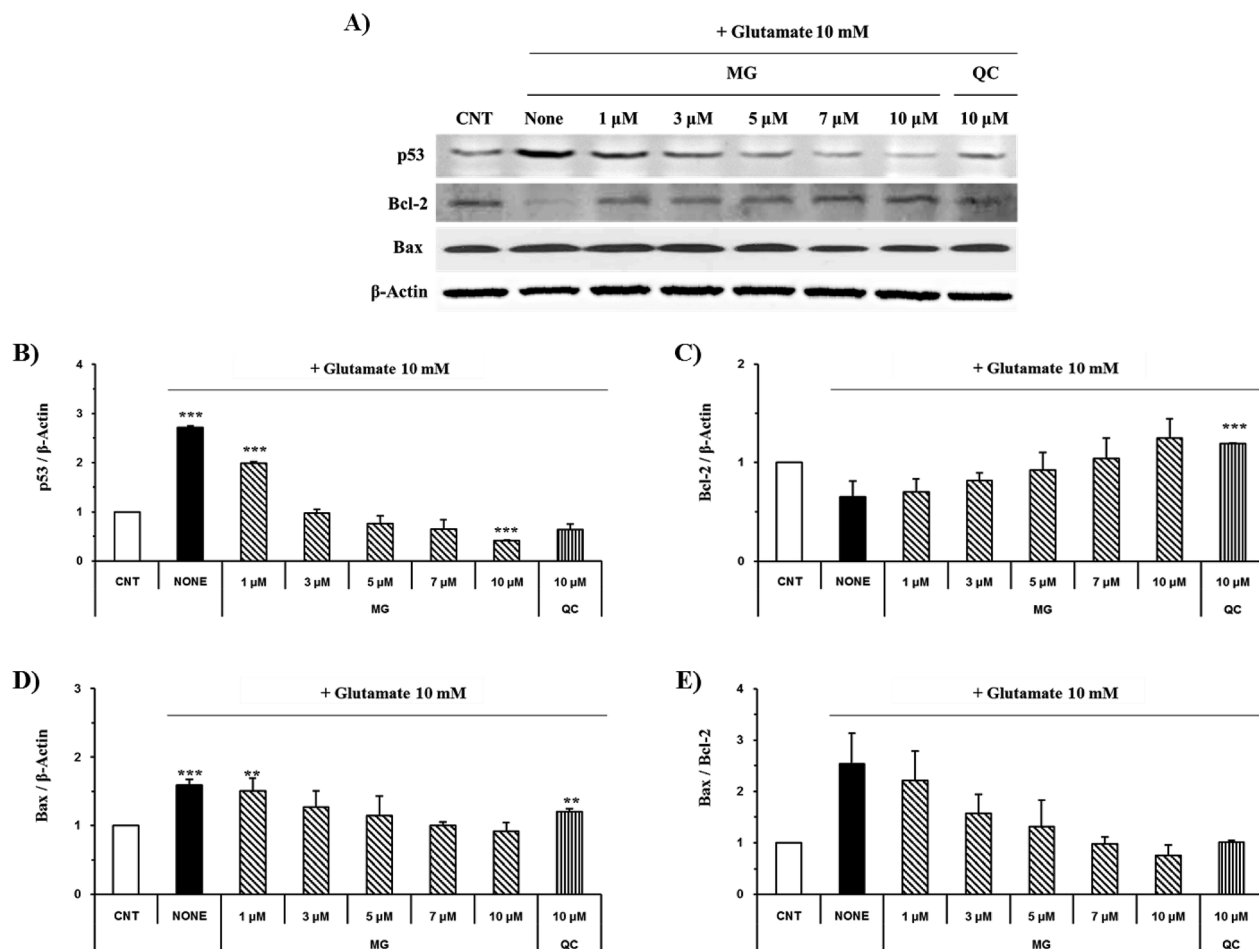 A)
+ Glutamate 10 mM
MG QC
CNT None 1 μM 3 μM 5 μM 7 μM 10 μM 10 μM
p53
Bcl-2
Bax
β-Actin
B)
+ Glutamate 10 mM
p53 / β-Actin
4
3
2
1
0
*** *** ***
CNT NONE 1 μM 3 μM 5 μM 7 μM 10 μM 10 μM
MG QC
C)
+ Glutamate 10 mM
Bcl-2 / β-Actin
2
1
0
***
CNT NONE 1 μM 3 μM 5 μM 7 μM 10 μM 10 μM
MG QC
D)
+ Glutamate 10 mM
Bax / β-Actin
2
1
0
*** ** **
CNT NONE 1 μM 3 μM 5 μM 7 μM 10 μM 10 μM
MG QC
E)
+ Glutamate 10 mM
Bax / Bcl-2
4
3
2
1
0
CNT NONE 1 μM 3 μM 5 μM 7 μM 10 μM 10 μM
MG QC